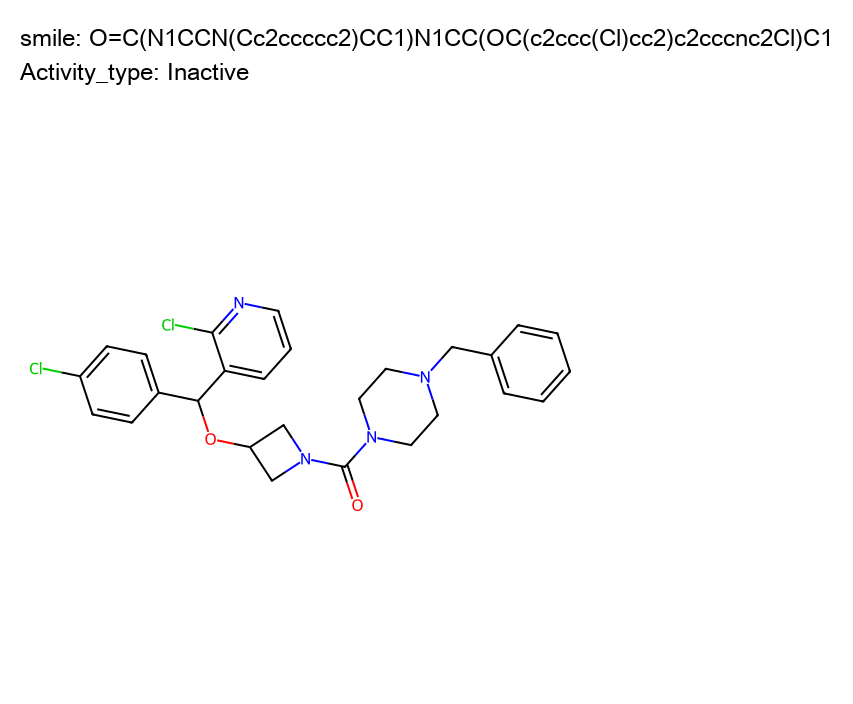 smile: O=C(N1CCN(Cc2ccccc2)CC1)N1CC(OC(c2ccc(Cl)cc2)c2cccnc2Cl)C1
Activity_type: Inactive
N
Cl
Cl
N
O
N
N
O